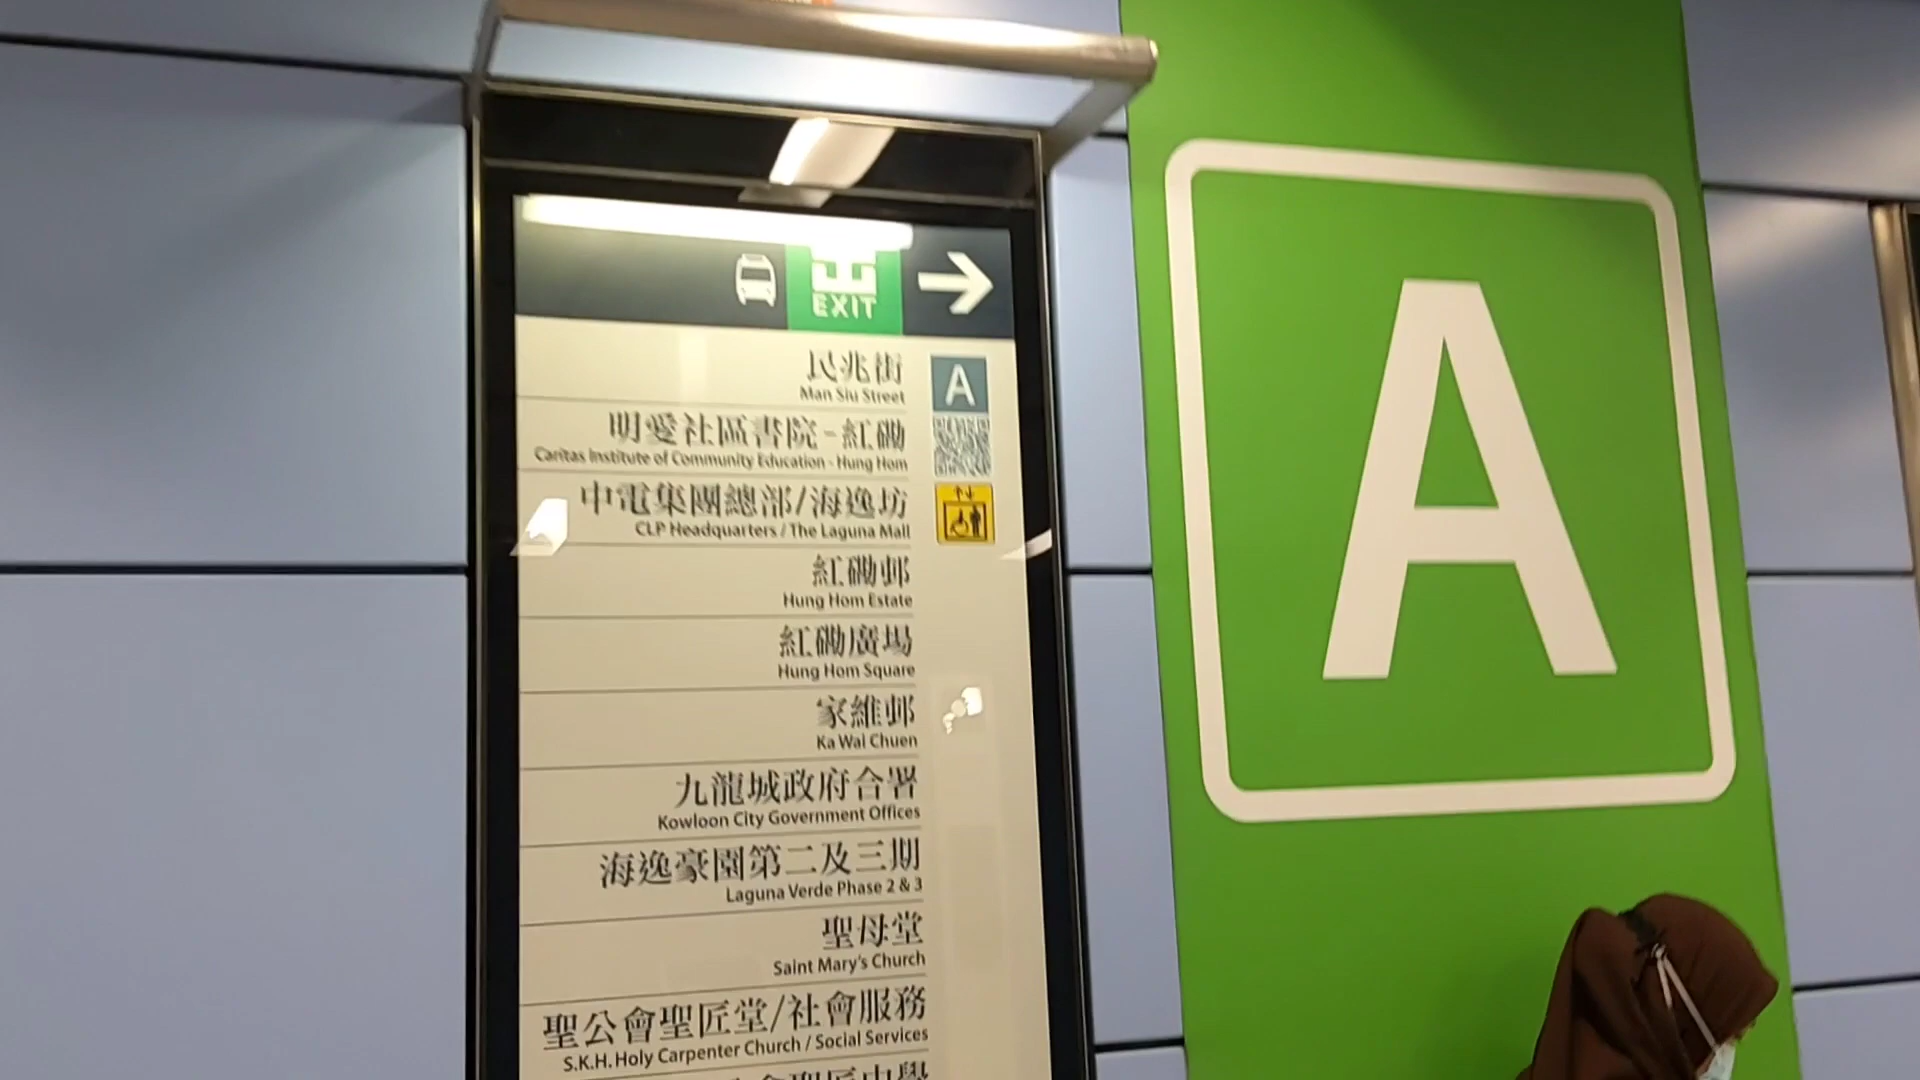 出
EXIT
民兆街
Man Siu Street
A
明愛社區書院 - 紅磡
Caritas Institute of Community Education - Hung Hom
中電集團總部/海逸坊
CLP Headquarters / The Laguna Mall
紅磡邨
Hung Hom Estate
紅磡廣場
Hung Hom Square
家維邨
Ka Wai Chuen
九龍城政府合署
Kowloon City Government Offices
海逸豪園第二及三期
Laguna Verde Phase 2 & 3
聖母堂
Saint Mary's Church
聖公會聖匠堂/社會服務
S.K.H. Holy Carpenter Church / Social Services
A